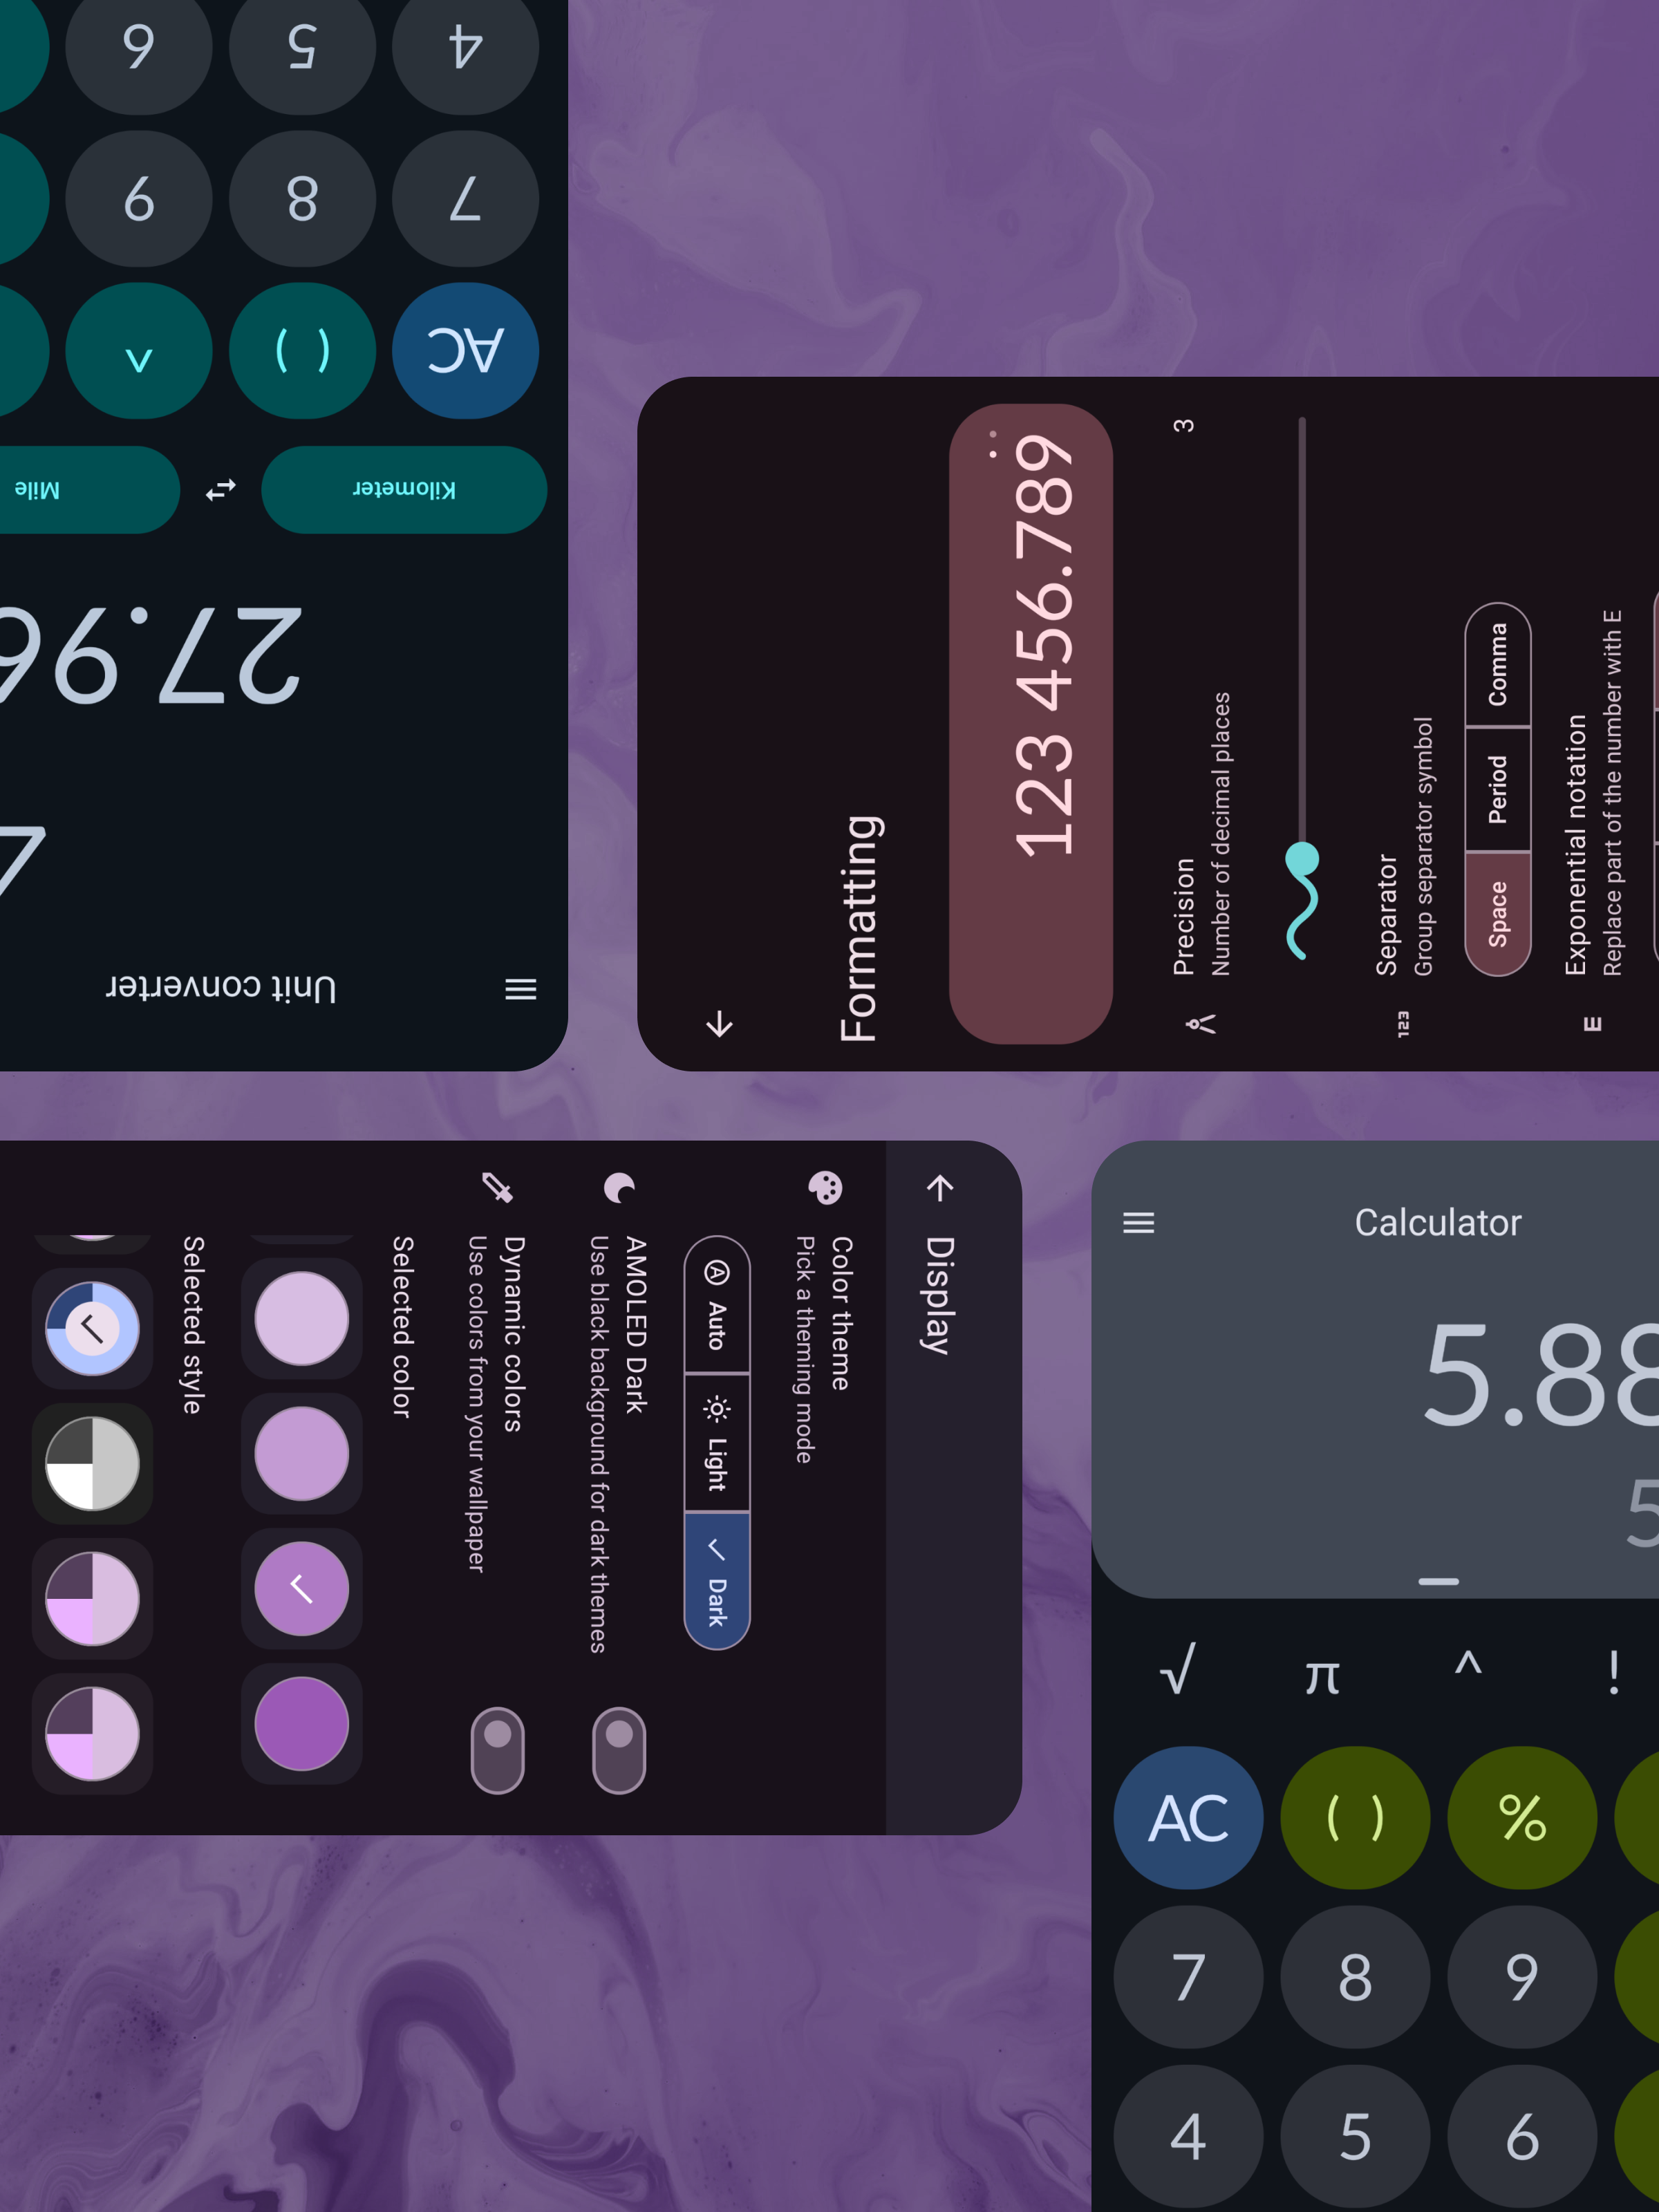 Unit converter
27.96
Kilometer
Mile
AC
( )
^
7
8
9
4
5
6
Formatting
123 456.789
Precision
3
Number of decimal places
Separator
Group separator symbol
Space
Period
Comma
Exponential notation
Replace part of the number with E
Display
Color theme
Pick a theming mode
Auto
Light
Dark
AMOLED Dark
Use black background for dark themes
Dynamic colors
Use colors from your wallpaper
Selected color
Selected style
Calculator
5.88
5
√ π ^ !
AC ( ) %
7 8 9
4 5 6